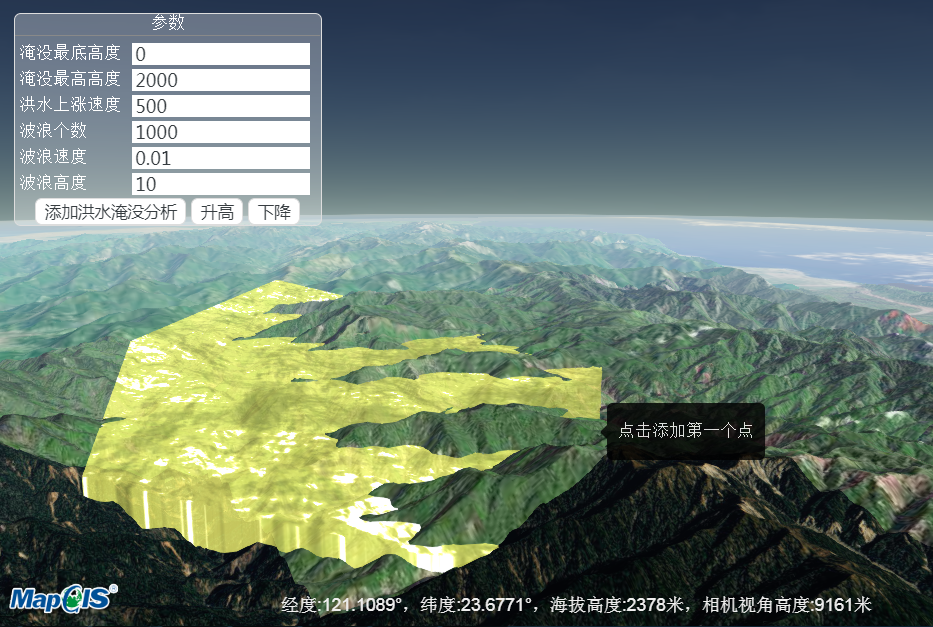 参数
淹没最底高度 0
淹没最高高度 2000
洪水上涨速度 500
波浪个数 1000
波浪速度 0.01
波浪高度 10
添加洪水淹没分析 升高 下降
点击添加第一个点
MapGIS®
经度:121.1089°，纬度:23.6771°，海拔高度:2378米，相机视角高度:9161米